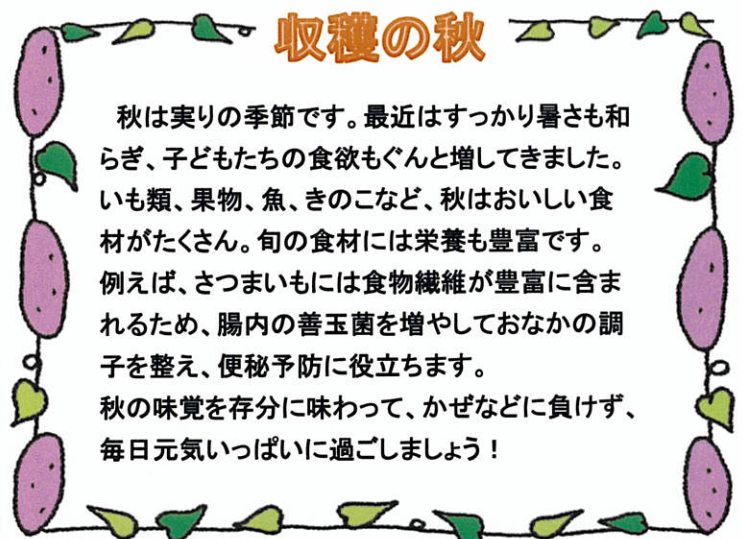 収穫の秋
秋は実りの季節です。最近はすっかり暑さも和
らぎ、子どもたちの食欲もぐんと増してきました。
いも類、果物、魚、きのこなど、秋はおいしい食
材がたくさん。旬の食材には栄養も豊富です。
例えば、さつまいもには食物繊維が豊富に含ま
れるため、腸内の善玉菌を増やしておなかの調
子を整え、便秘予防に役立ちます。
秋の味覚を存分に味わって、かぜなどに負けず、
毎日元気いっぱいに過ごしましょう！